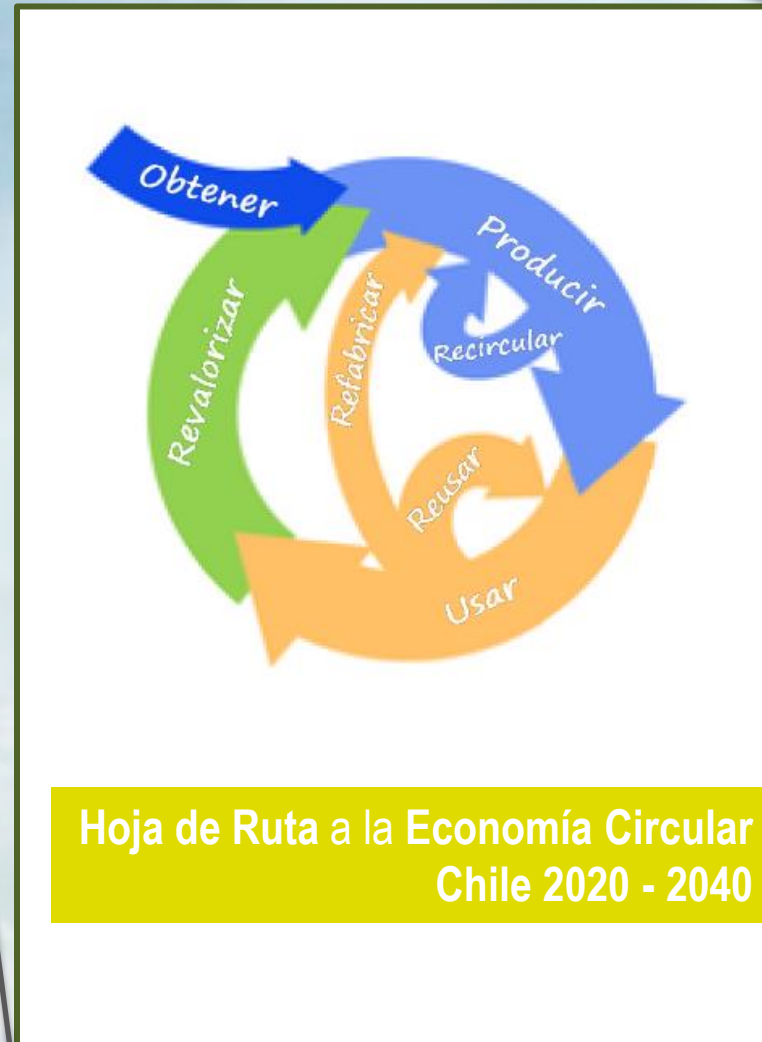 Obtener
Producir
Recircular
Refabricar
Revalorizar
Reusar
Usar
Hoja de Ruta a la Economía Circular
Chile 2020 - 2040